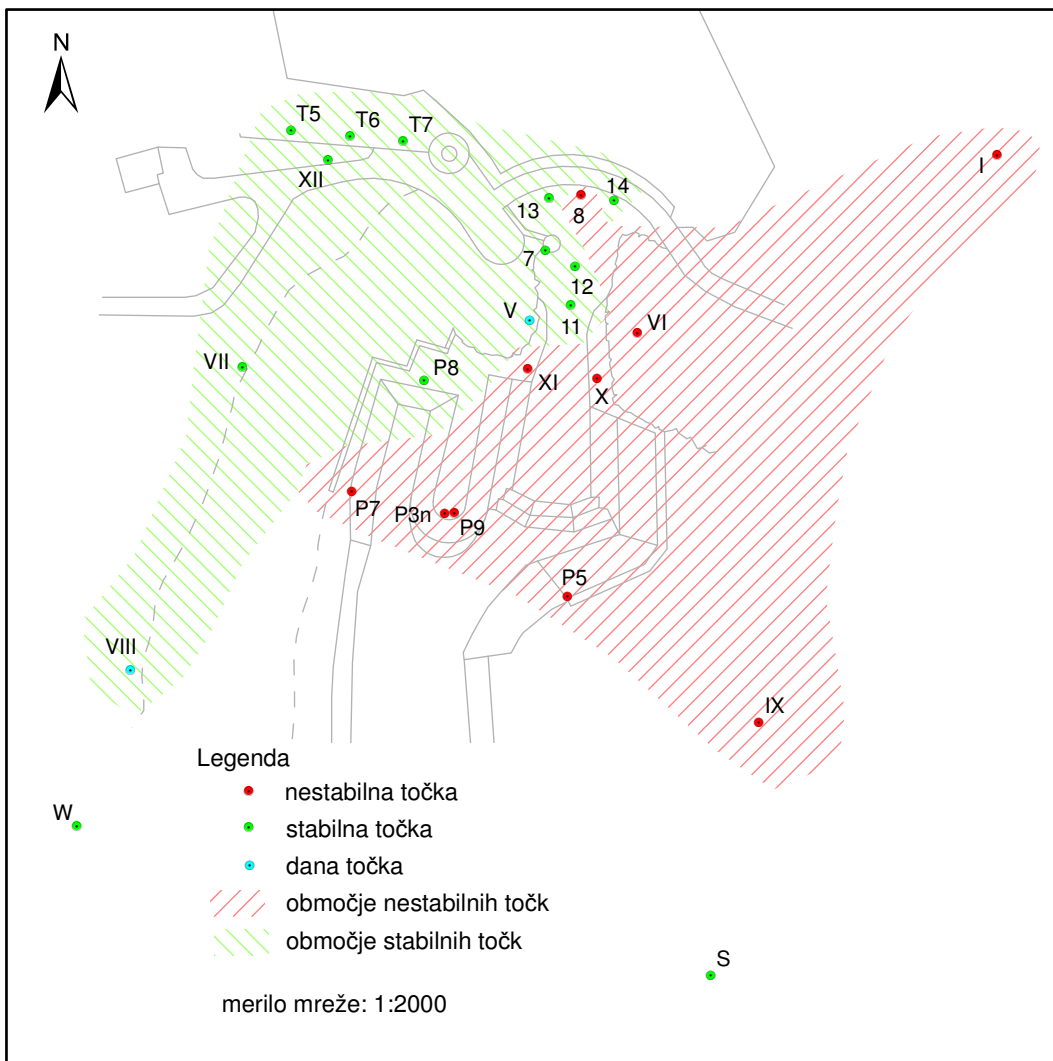 N
T5
T6
T7
XII
I
13
8
14
7
12
11
V
VI
VII
P8
XI
X
P7
P3n
P9
P5
VIII
IX
Legenda
nestabilna točka
W
stabilna točka
dana točka
območje nestabilnih točk
območje stabilnih točk
S
merilo mreže: 1:2000